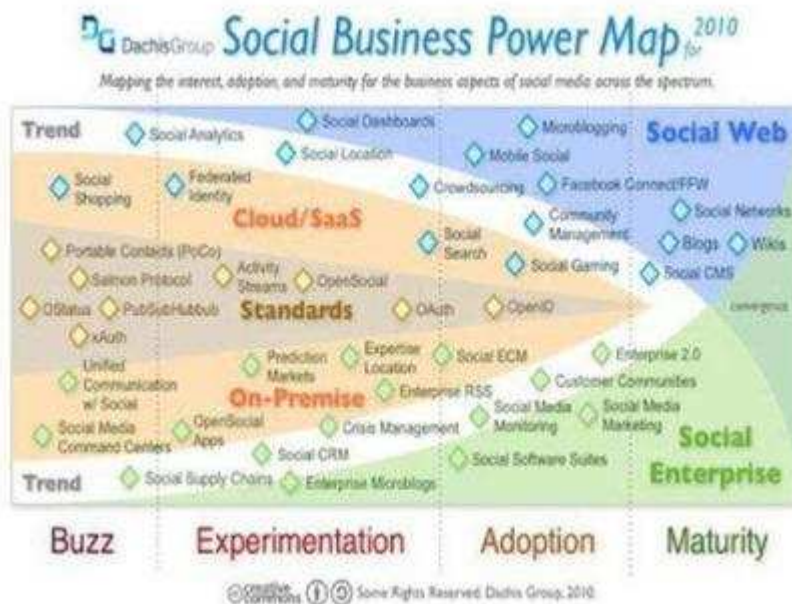 DG DachisGroup Social Business Power Map for 2010
Mapping the interest, adoption, and maturity for the business aspects of social media across the spectrum.
Trend
Social Analytics
Social Dashboards
Microblogging
Social Web
Social Location
Mobile Social
Social
Shopping
Federated
Identity
Crowdsourcing
Facebook Connect/FFW
Cloud/SaaS
Community
Management
Social Networks
Social
Search
Blogs
Wikis
Portable Contacts (PoCo)
Salmon Protocol
Activity
Streams
OpenSocial
Social Gaming
Social CMS
OStatus
PubSubHubbub
Standards
OAuth
OpenID
convergence
xAuth
Unified
Communication
w/ Social
Prediction
Markets
Expertise
Location
Social ECM
Enterprise 2.0
On-Premise
Enterprise RSS
Customer Communities
Social Media
Command Centers
OpenSocial
Apps
Crisis Management
Social Media
Monitoring
Social Media
Marketing
Social CRM
Social Software Suites
Social
Enterprise
Trend
Social Supply Chains
Enterprise Microblogs
Buzz
Experimentation
Adoption
Maturity
creative commons Some Rights Reserved. Dachis Group, 2010.